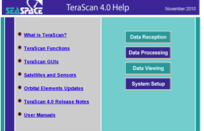 SEASPACE
TeraScan 4.0 Help
November 2010
What is TeraScan?
TeraScan Functions
TeraScan GUIs
Satellites and Sensors
Orbital Elements Updates
TeraScan 4.0 Release Notes
User Manuals
Data Reception
Data Processing
Data Viewing
System Setup